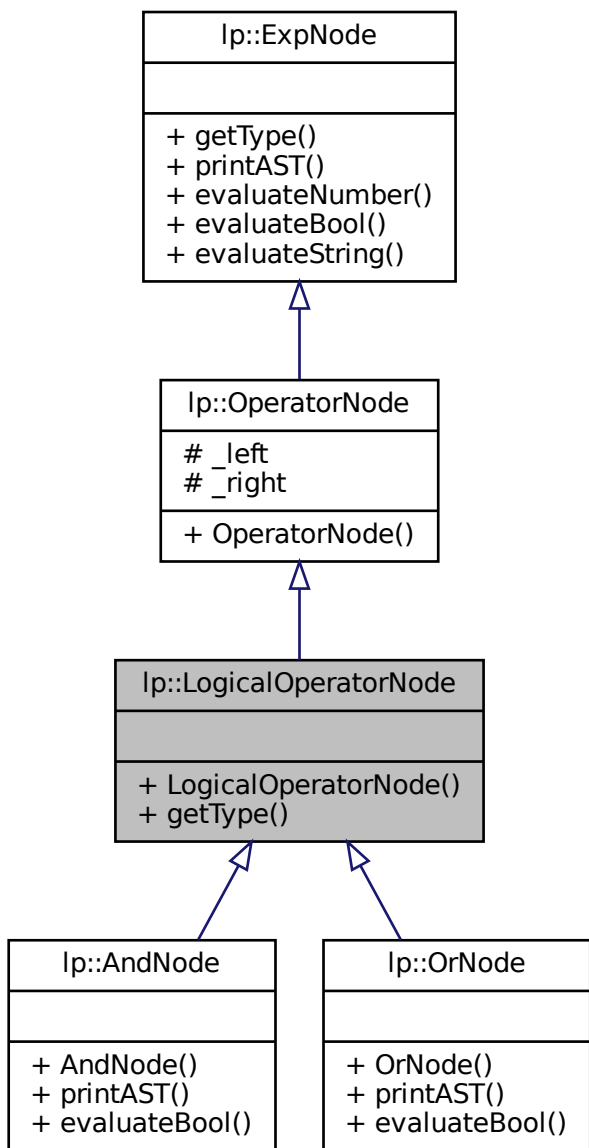 lp::ExpNode
+ getType()
+ printAST()
+ evaluateNumber()
+ evaluateBool()
+ evaluateString()
lp::OperatorNode
# _left
# _right
+ OperatorNode()
lp::LogicalOperatorNode
+ LogicalOperatorNode()
+ getType()
lp::AndNode
+ AndNode()
+ printAST()
+ evaluateBool()
lp::OrNode
+ OrNode()
+ printAST()
+ evaluateBool()